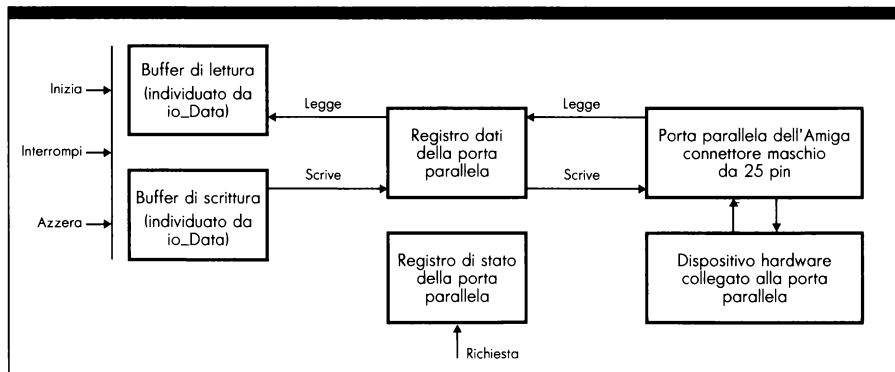 Inizia
Interrompi
Azzera
Buffer di lettura
(individuato da
io_Data)
Legge
Registro dati
della porta
parallela
Legge
Porta parallela dell'Amiga
connettore maschio
da 25 pin
Buffer di scrittura
(individuato da
io_Data)
Scrive
Scrive
Registro di stato
della porta
parallela
Dispositivo hardware
collegato alla porta
parallela
Richiesta